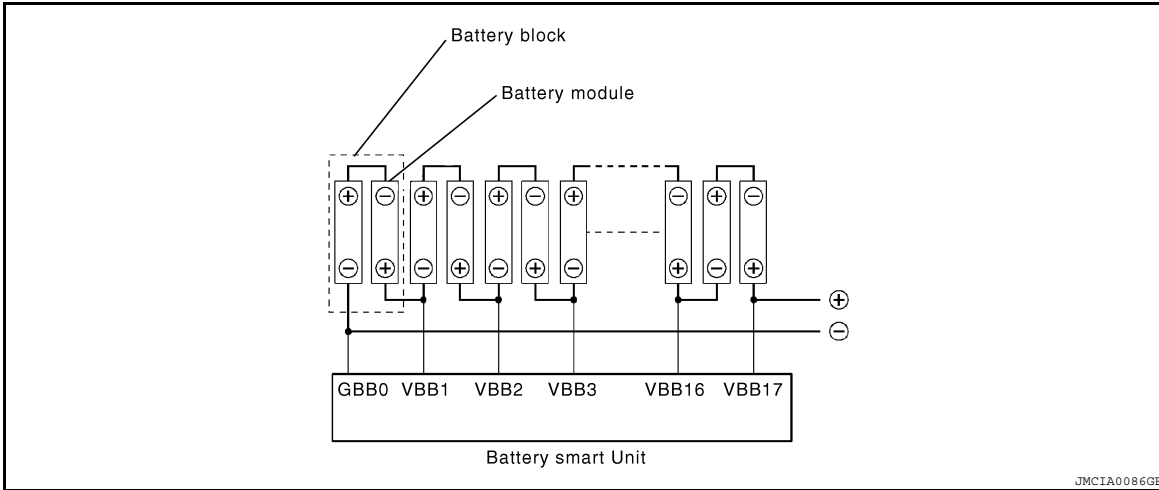 Battery block
Battery module
+ − + − + − + − + −
− + − + − + − + − +
+
−
GBB0 VBB1 VBB2 VBB3 VBB16 VBB17
Battery smart Unit
JMCIA0086GB